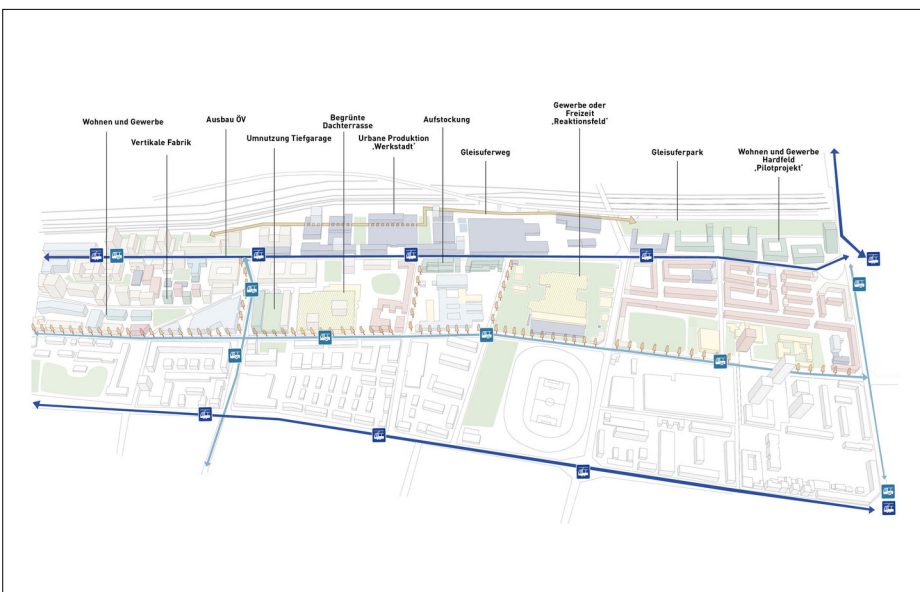 Wohnen und Gewerbe
Vertikale Fabrik
Ausbau ÖV
Umnutzung Tiefgarage
Begrünte
Dachterrasse
Urbane Produktion
‚Werkstadt‘
Aufstockung
Gleisuferweg
Gewerbe oder
Freizeit
‚Reaktionsfeld‘
Gleisuferpark
Wohnen und Gewerbe
Hardfeld
‚Pilotprojekt‘